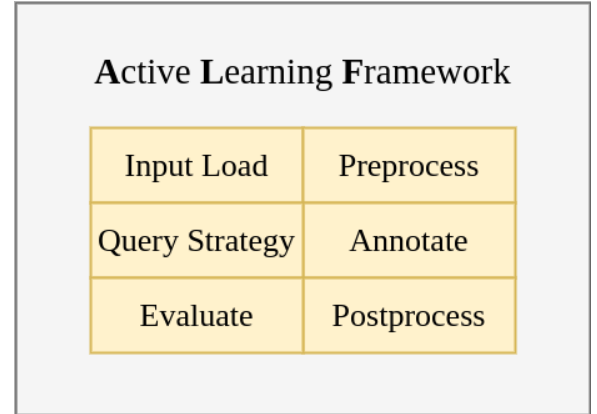 Active Learning Framework
Input Load Preprocess
Query Strategy Annotate
Evaluate Postprocess